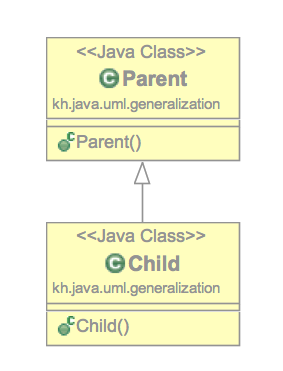 <<Java Class>>
C Parent
kh.java.uml.generalization
C Parent()
<<Java Class>>
C Child
kh.java.uml.generalization
C Child()